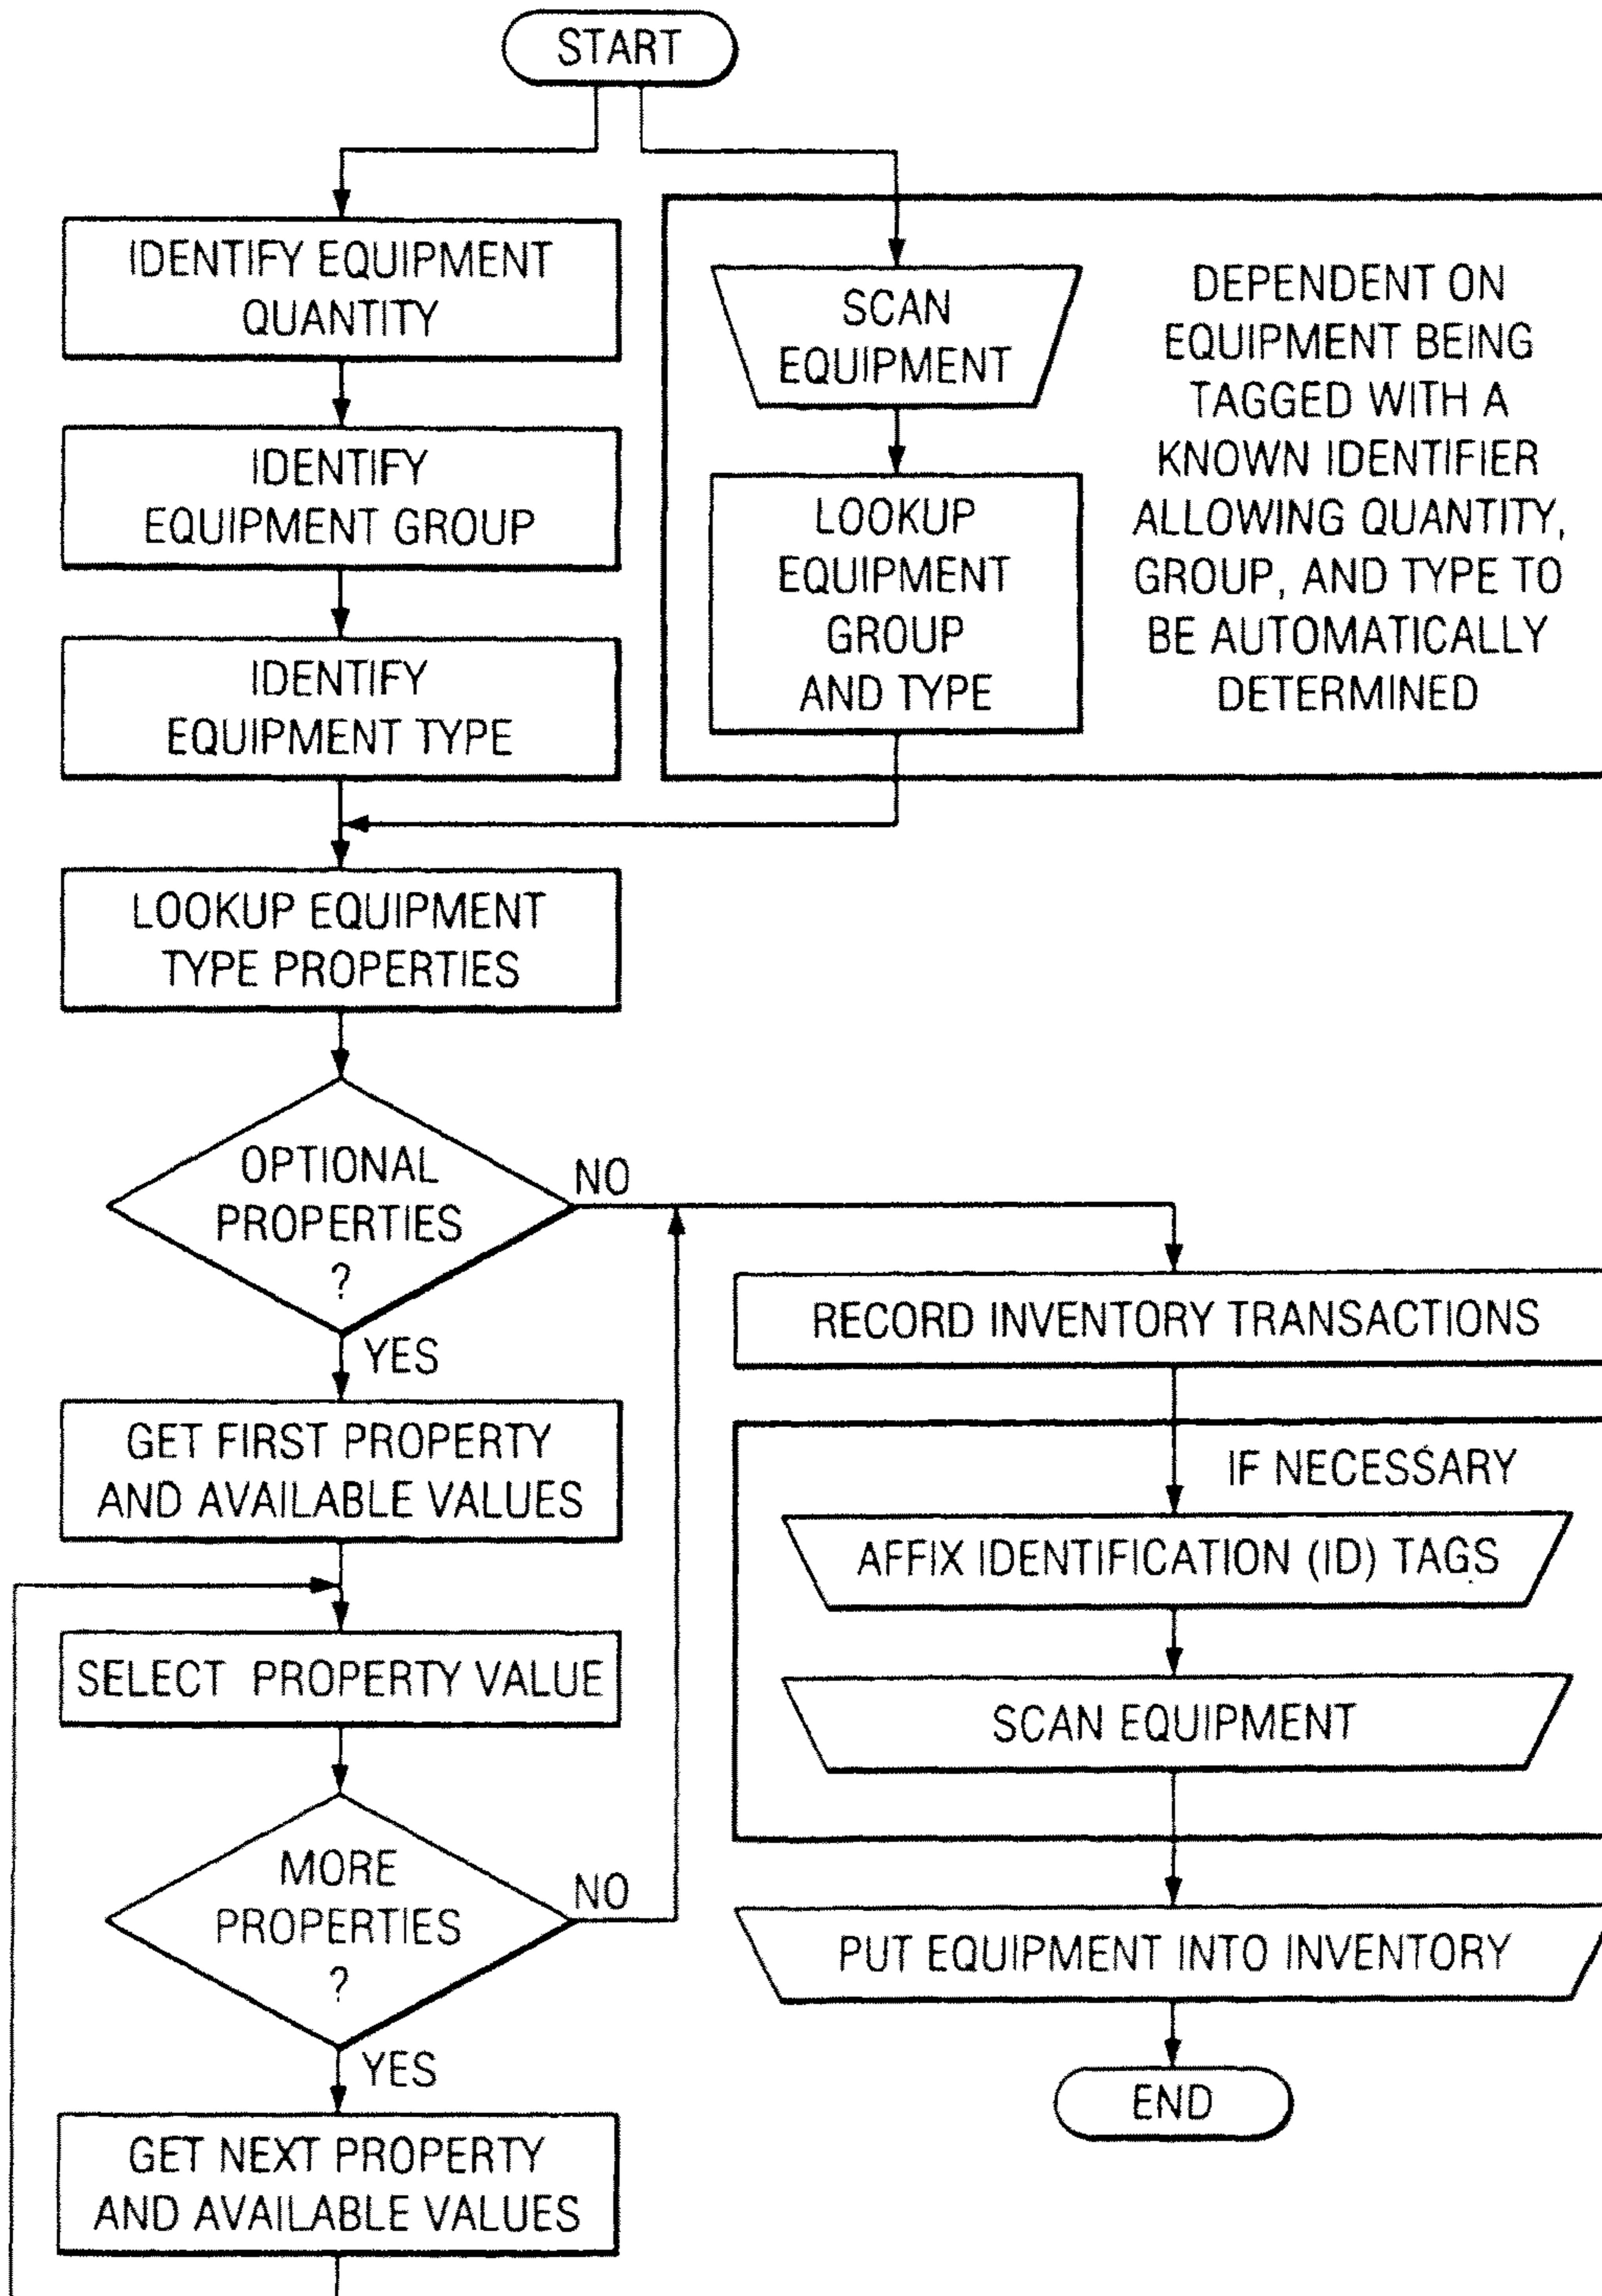 START
IDENTIFY EQUIPMENT
QUANTITY
IDENTIFY
EQUIPMENT GROUP
IDENTIFY
EQUIPMENT TYPE
SCAN
EQUIPMENT
LOOKUP
EQUIPMENT
GROUP
AND TYPE
DEPENDENT ON
EQUIPMENT BEING
TAGGED WITH A
KNOWN IDENTIFIER
ALLOWING QUANTITY,
GROUP, AND TYPE TO
BE AUTOMATICALLY
DETERMINED
LOOKUP EQUIPMENT
TYPE PROPERTIES
OPTIONAL
PROPERTIES
?
NO
YES
GET FIRST PROPERTY
AND AVAILABLE VALUES
SELECT PROPERTY VALUE
MORE
PROPERTIES
?
NO
YES
GET NEXT PROPERTY
AND AVAILABLE VALUES
RECORD INVENTORY TRANSACTIONS
IF NECESSARY
AFFIX IDENTIFICATION (ID) TAGS
SCAN EQUIPMENT
PUT EQUIPMENT INTO INVENTORY
END